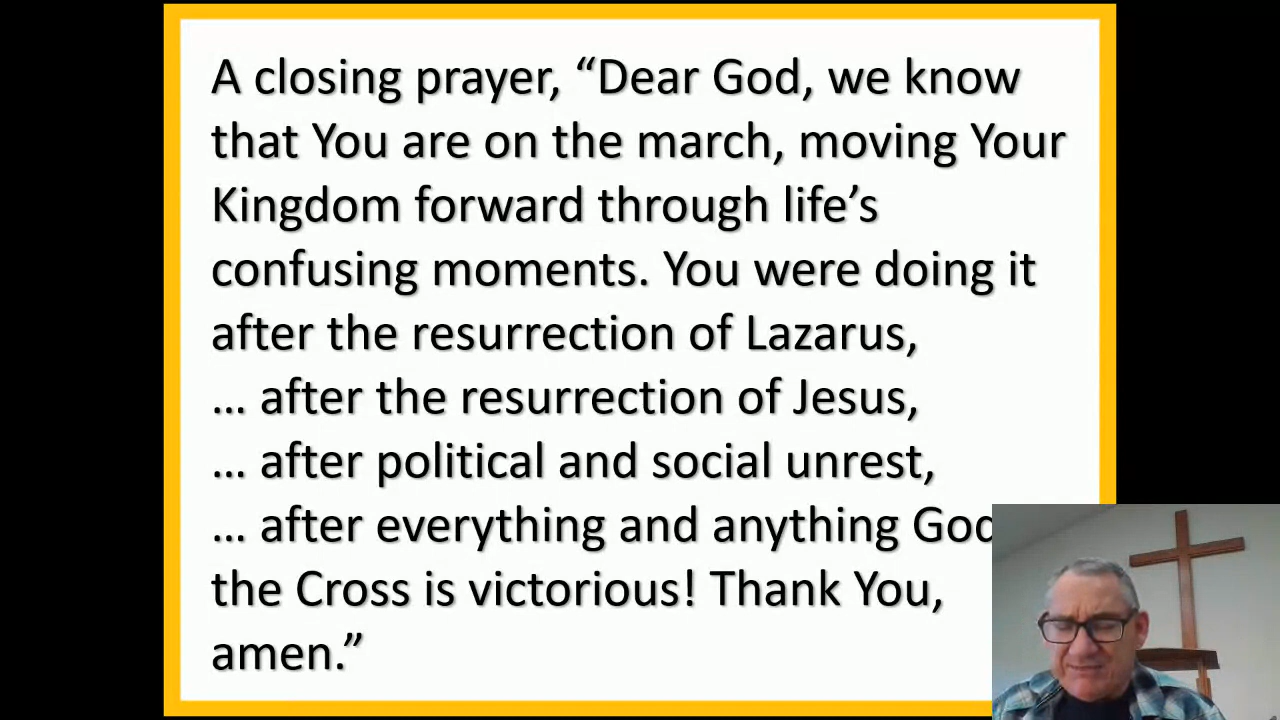 A closing prayer, “Dear God, we know
that You are on the march, moving Your
Kingdom forward through life’s
confusing moments. You were doing it
after the resurrection of Lazarus,
… after the resurrection of Jesus,
… after political and social unrest,
… after everything and anything God
the Cross is victorious! Thank You,
amen.”